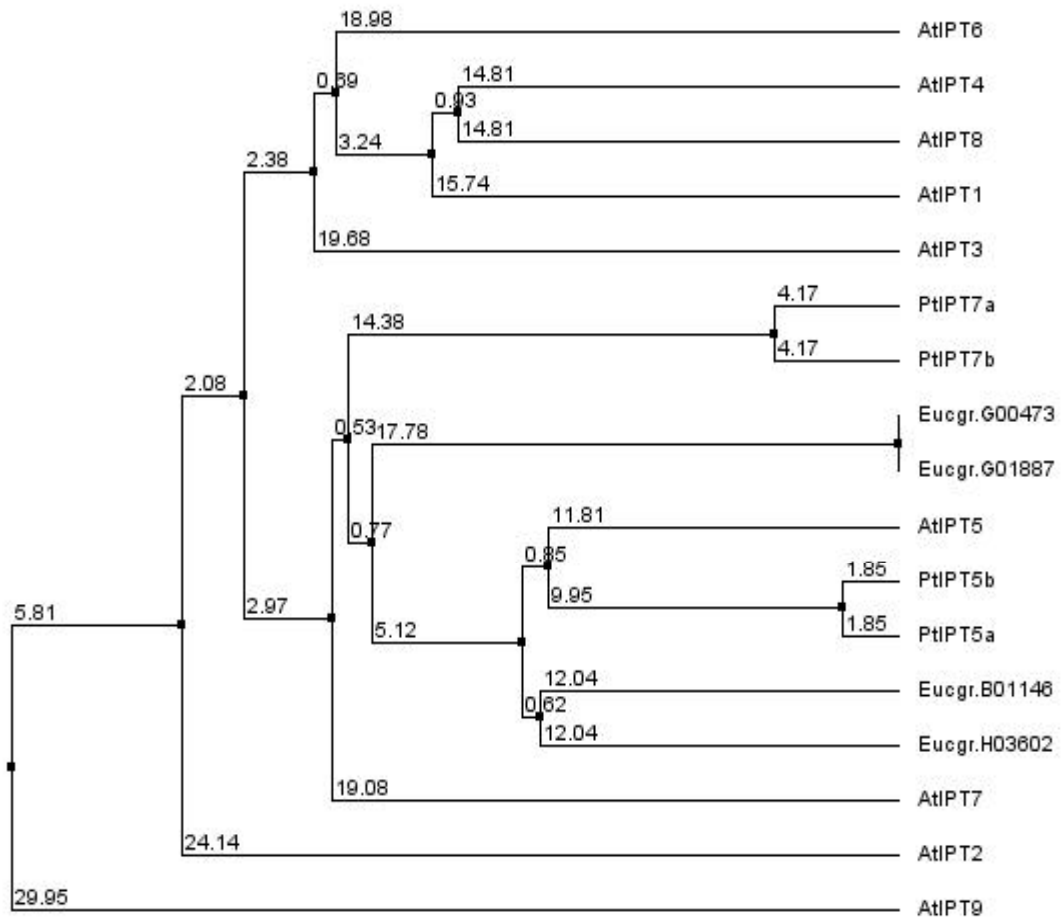 18.98 AtIPT6
0.69 14.81 AtIPT4
0.93
3.24 14.81 AtIPT8
2.38
15.74 AtIPT1
19.68 AtIPT3
4.17 PtIPT7a
14.38
4.17 PtIPT7b
2.08
Eucgr.G00473
0.53 17.78
Eucgr.G01887
0.77 11.81 AtIPT5
0.85
1.85 PtIPT5b
9.95
5.81 2.97 5.12 1.85 PtIPT5a
12.04 Eucgr.B01146
0.62
12.04 Eucgr.H03602
19.08 AtIPT7
24.14 AtIPT2
29.95 AtIPT9